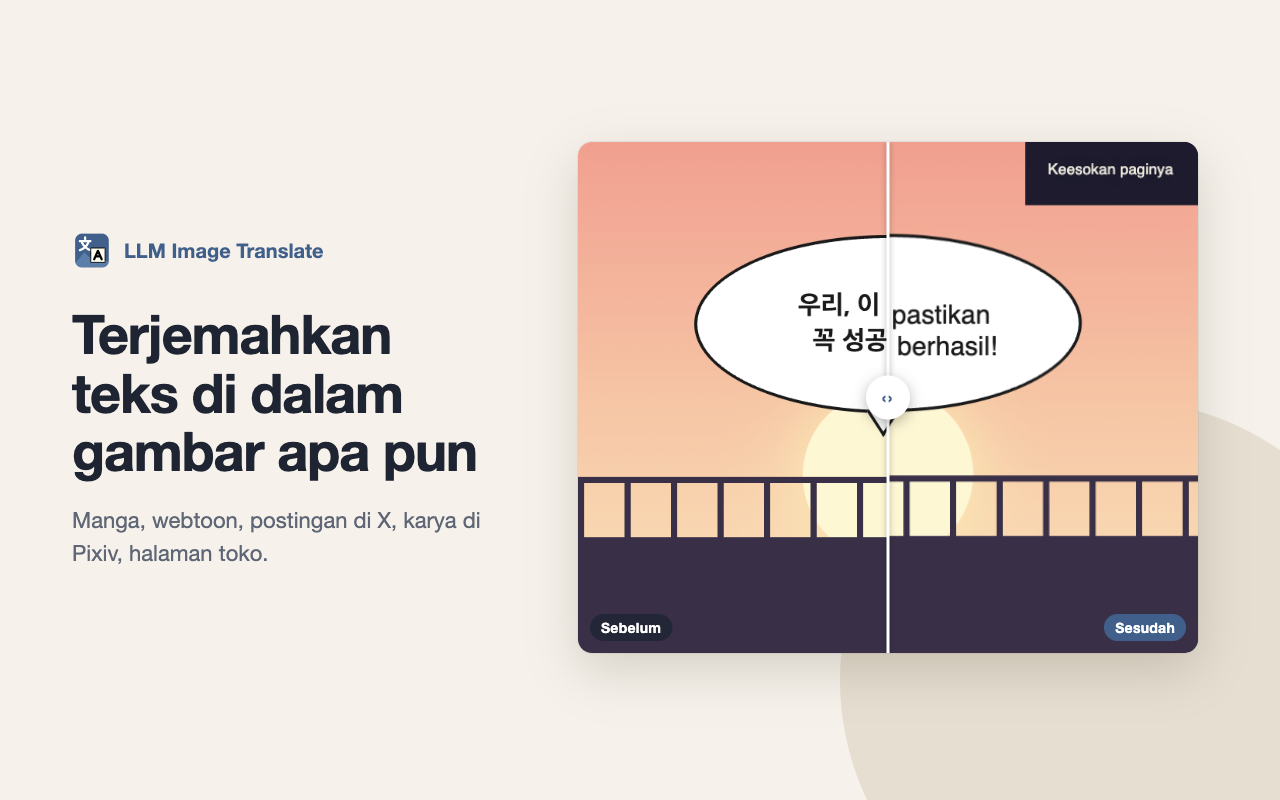 LLM Image Translate
Terjemahkan
teks di dalam
gambar apa pun
Manga, webtoon, postingan di X, karya di
Pixiv, halaman toko.
Keesokan paginya
우리, 이
꼭 성공
pastikan
berhasil!
Sebelum
Sesudah